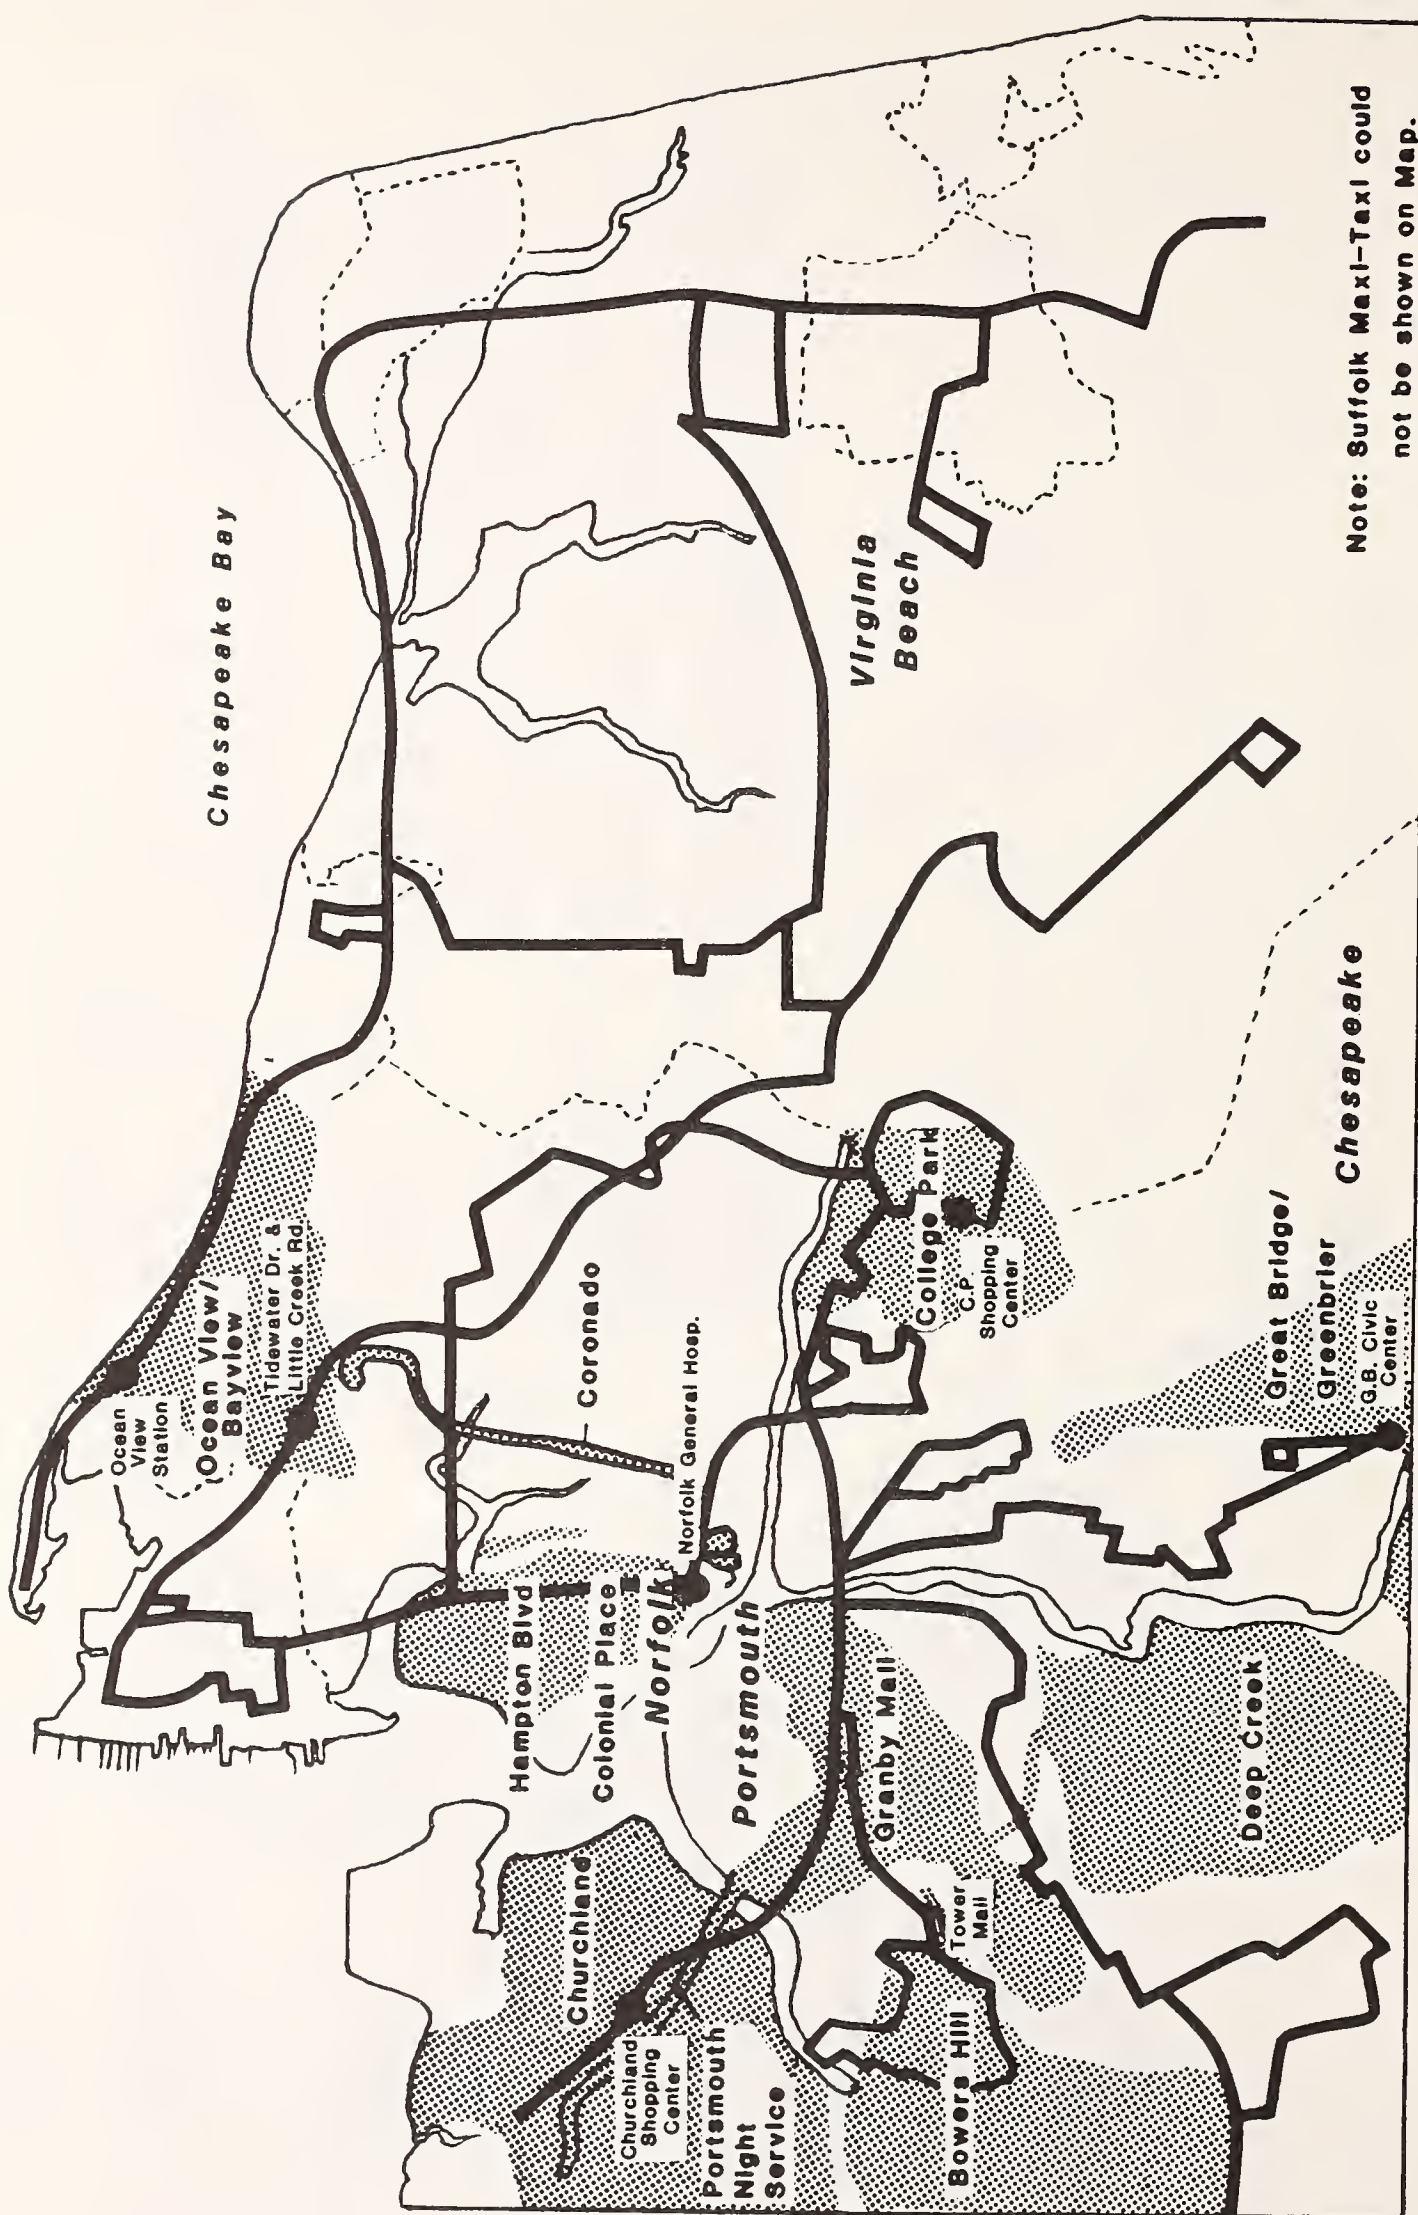 Chesapeake Bay
Ocean
View
Station
Ocean View/
Bayview
Tidewater Dr. &
Little Creek Rd
Coronado
Norfolk General Hosp.
Hampton Blvd
Colonial Place
Norfolk
Portsmouth
Granby Mall
Churchland
Churchland
Shopping
Center
Portsmouth
Night
Service
Bowers Hill
Tower
Mall
Deep Creek
College Park
C.P.
Shopping
Center
Great Bridge/
Greenbrier
G.B. Civic
Center
Chesapeake
Virginia
Beach
Note: Suffolk Maxi-Taxi could
not be shown on Map.